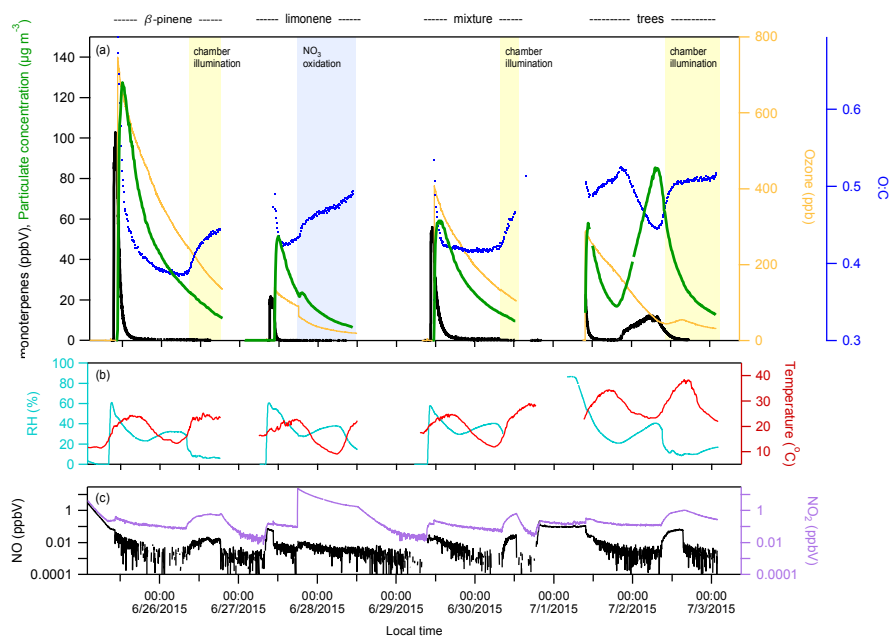 ------ β-pinene ------
------ limonene ------
------ mixture ------
------ trees ------
(a)
chamber
illumination
NO3
oxidation
chamber
illumination
chamber
illumination
monoterpenes (ppbV), Particulate concentration (μg m-3)
140
120
100
80
60
40
20
0
800
600
400
200
0
Ozone (ppb)
0.6
0.5
0.4
0.3
O:C
(b)
RH (%)
100
80
60
40
20
0
40
30
20
10
Temperature (°C)
(c)
NO (ppbV)
1
0.01
0.0001
1
0.01
0.0001
NO2 (ppbV)
00:00 00:00 00:00 00:00 00:00 00:00 00:00 00:00
6/26/2015 6/27/2015 6/28/2015 6/29/2015 6/30/2015 7/1/2015 7/2/2015 7/3/2015
Local time